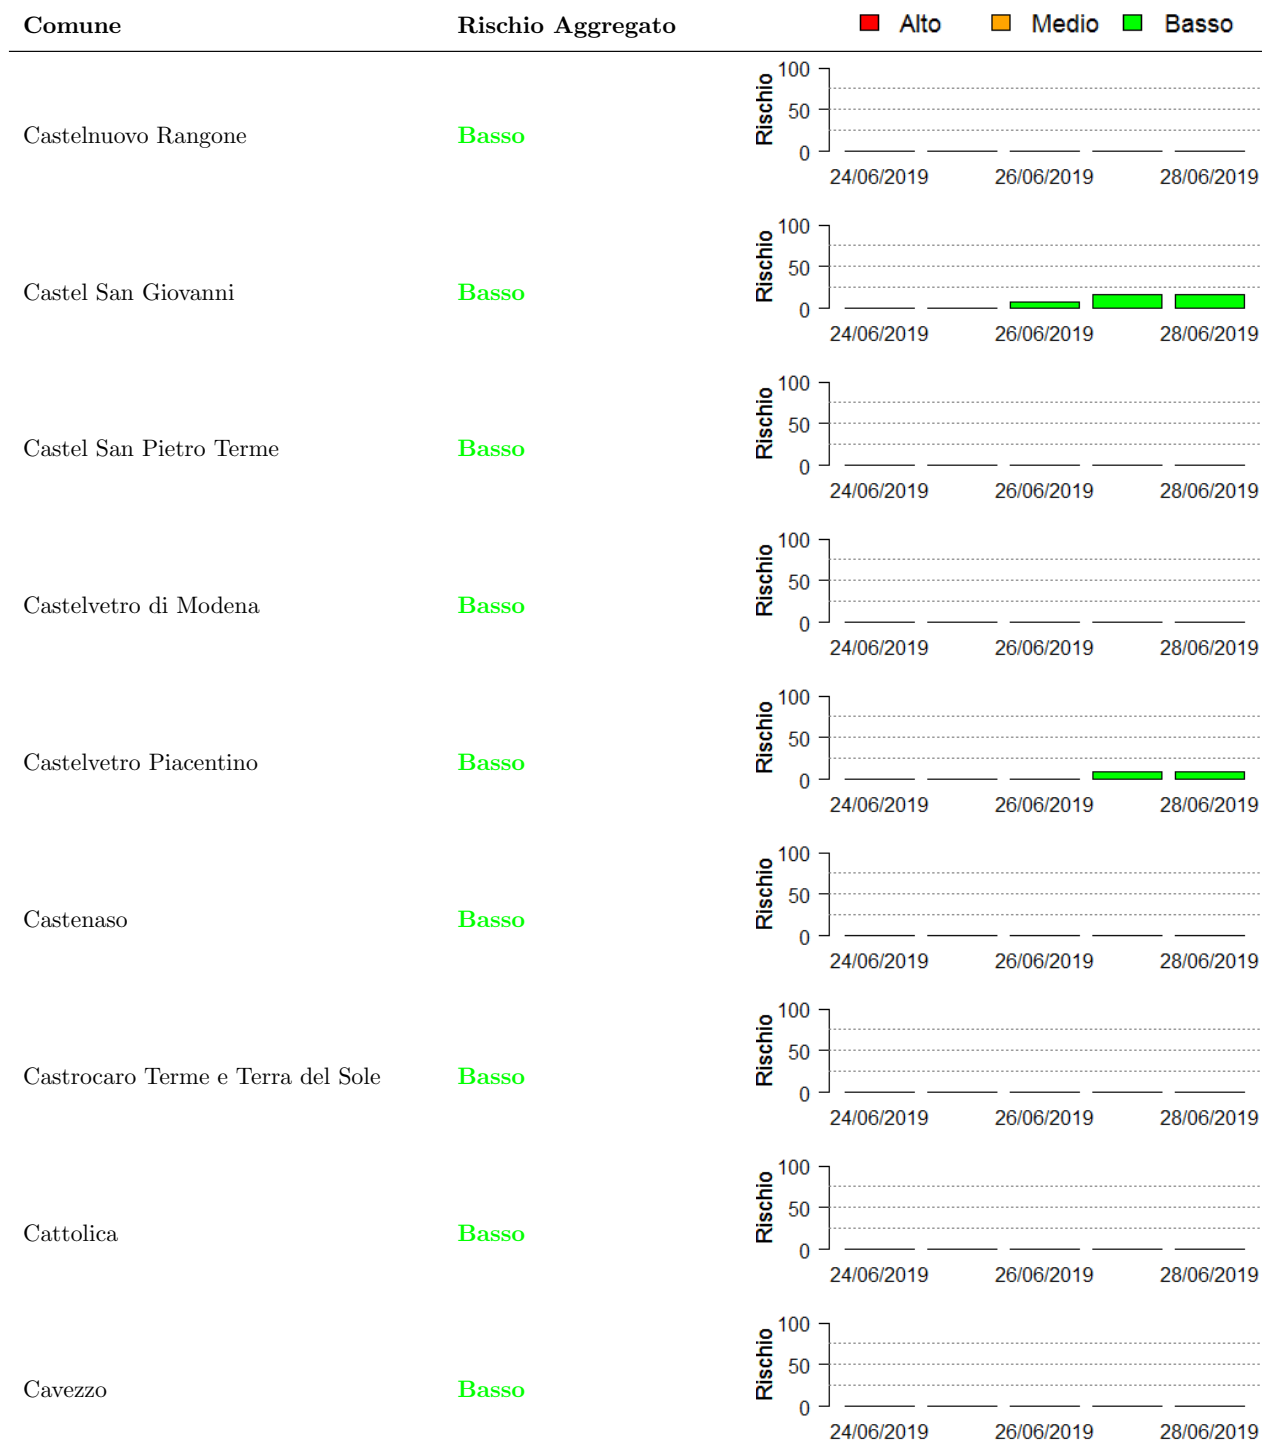 Comune Rischio Aggregato Alto Medio Basso
Castelnuovo Rangone Basso
Rischio
100
50
0
24/06/2019 26/06/2019 28/06/2019
Castel San Giovanni Basso
Rischio
100
50
0
24/06/2019 26/06/2019 28/06/2019
Castel San Pietro Terme Basso
Rischio
100
50
0
24/06/2019 26/06/2019 28/06/2019
Castelvetro di Modena Basso
Rischio
100
50
0
24/06/2019 26/06/2019 28/06/2019
Castelvetro Piacentino Basso
Rischio
100
50
0
24/06/2019 26/06/2019 28/06/2019
Castenaso Basso
Rischio
100
50
0
24/06/2019 26/06/2019 28/06/2019
Castrocaro Terme e Terra del Sole Basso
Rischio
100
50
0
24/06/2019 26/06/2019 28/06/2019
Cattolica Basso
Rischio
100
50
0
24/06/2019 26/06/2019 28/06/2019
Cavezzo Basso
Rischio
100
50
0
24/06/2019 26/06/2019 28/06/2019